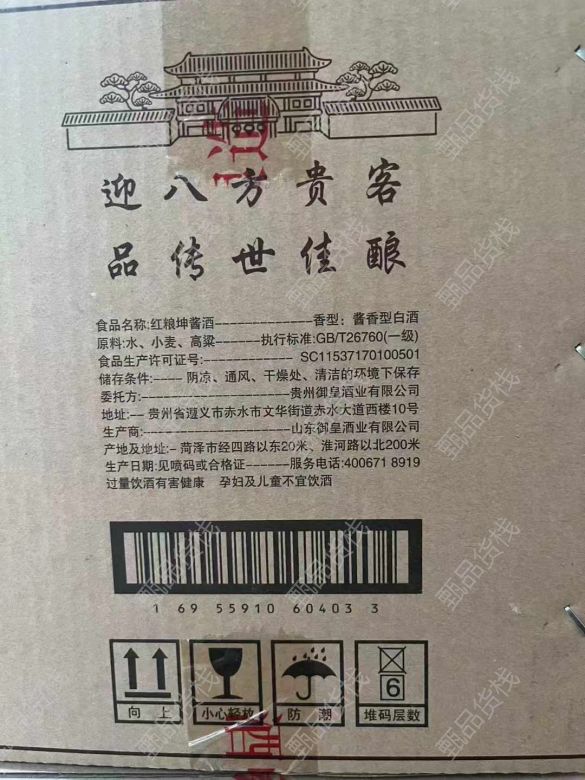 迎八方贵客
品传世佳酿
食品名称:红粮坤酱酒-------------香型: 酱香型白酒
原料:水、小麦、高粱-------执行标准:GB/T26760(一级)
食品生产许可证号:------------- SC11537170100501
储存条件:---- 阴凉、通风、干燥处、清洁的环境下保存
委托方:----------------------贵州御皇酒业有限公司
地址:-- 贵州省遵义市赤水市文华街道赤水大道西楼10号
生产商:----------------------山东御皇酒业有限公司
产地及地址:- 菏泽市经四路以东20米、淮河路以北200米
生产日期:见喷码或合格证-------服务电话:400671 8919
过量饮酒有害健康 孕妇及儿童不宜饮酒
1 69 55910 60403 3
向上 小心轻放 防潮 6 堆码层数
甄品货栈